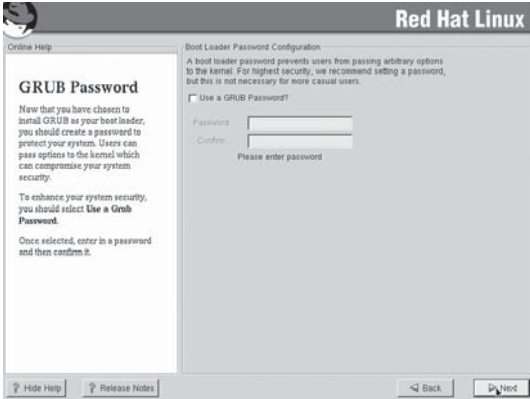 Red Hat Linux
Online Help
Boot Loader Password Configuration
GRUB Password
Now that you have chosen to
install GRUB as your boot loader,
you should create a password to
protect your system. Users can
pass options to the kernel which
can compromise your system
security.
To enhance your system security,
you should select Use a Grub
Password.
Once selected, enter in a password
and then confirm it.
A boot loader password prevents users from passing arbitrary options
to the kernel. For highest security, we recommend setting a password,
but this is not necessary for more casual users.
Use a GRUB Password?
Password:
Confirm:
Please enter password
Hide Help
Release Notes
Back
Next